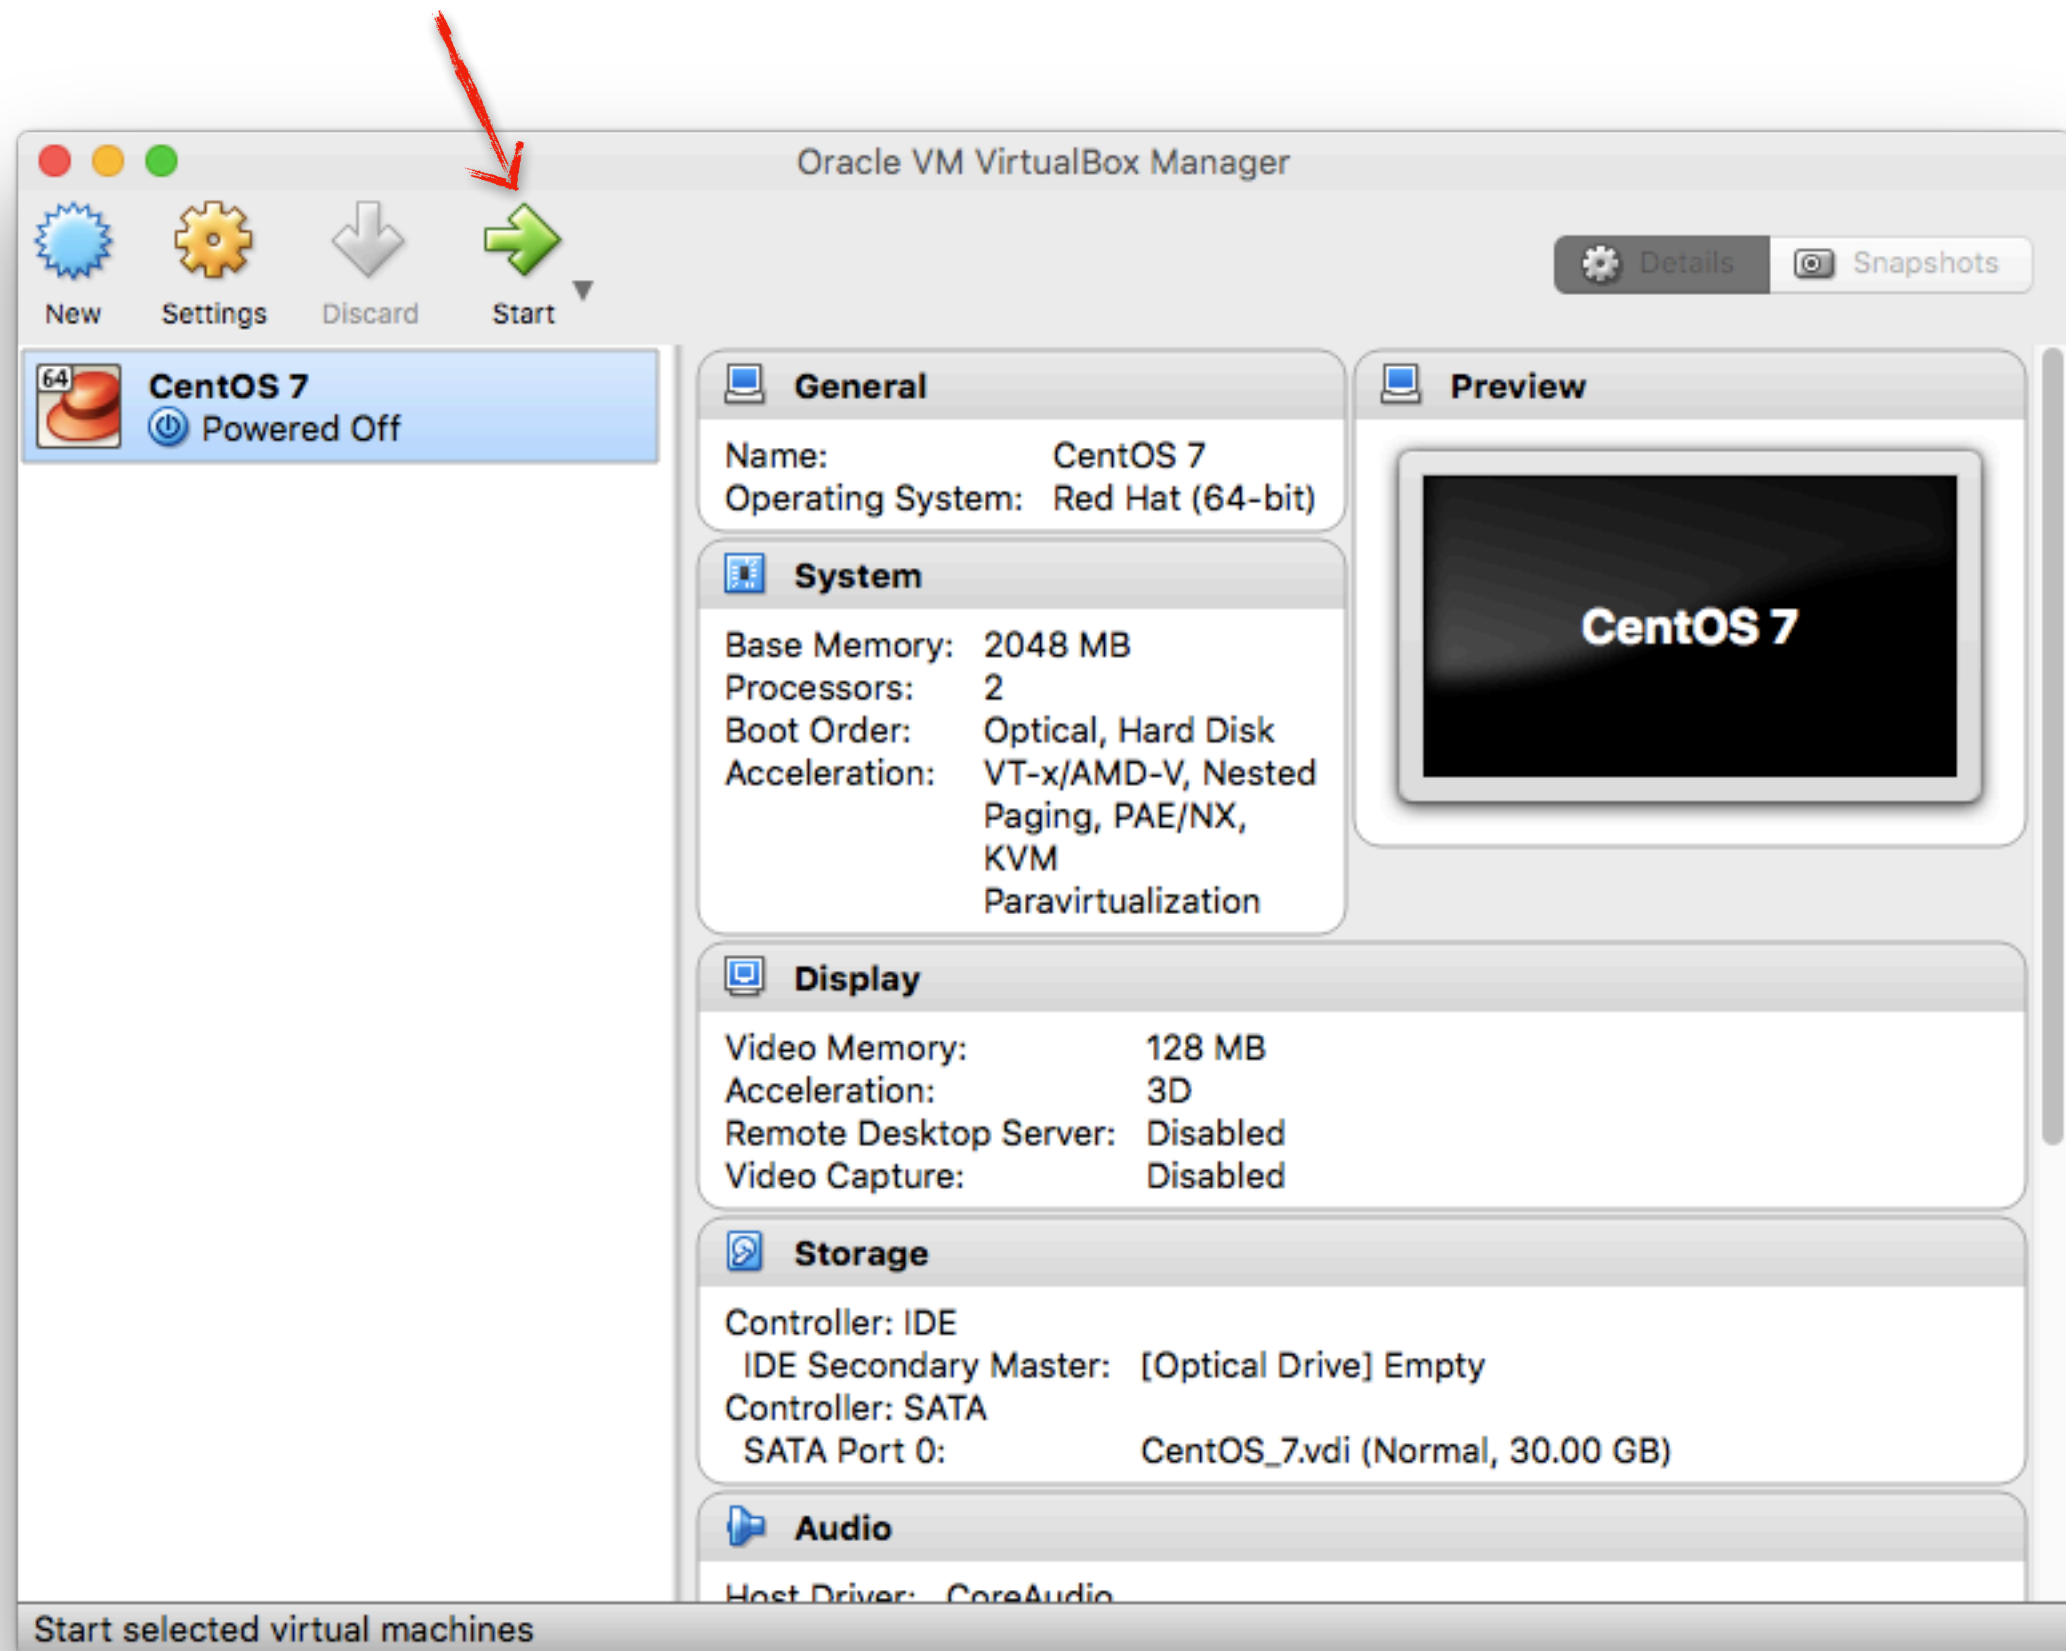 Oracle VM VirtualBox Manager
New
Settings
Discard
Start
Details
Snapshots
64
CentOS 7
Powered Off
General
Name: CentOS 7
Operating System: Red Hat (64-bit)
Preview
CentOS 7
System
Base Memory: 2048 MB
Processors: 2
Boot Order: Optical, Hard Disk
Acceleration: VT-x/AMD-V, Nested
Paging, PAE/NX,
KVM
Paravirtualization
Display
Video Memory: 128 MB
Acceleration: 3D
Remote Desktop Server: Disabled
Video Capture: Disabled
Storage
Controller: IDE
IDE Secondary Master: [Optical Drive] Empty
Controller: SATA
SATA Port 0: CentOS_7.vdi (Normal, 30.00 GB)
Audio
Host Driver: CoreAudio
Start selected virtual machines